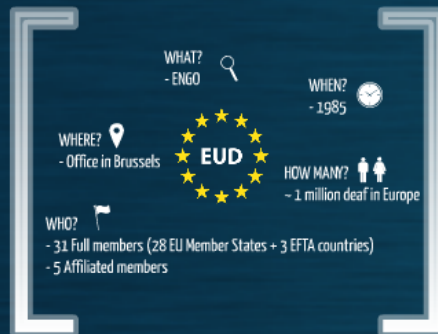 WHAT?
- ENGO
WHEN?
- 1985
WHERE?
- Office in Brussels
EUD
HOW MANY?
~ 1 million deaf in Europe
WHO?
- 31 Full members (28 EU Member States + 3 EFTA countries)
- 5 Affiliated members